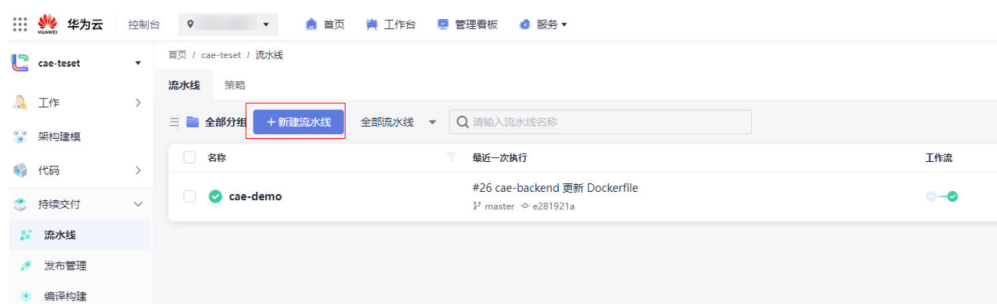 HUAWEI 华为云 控制台 首页 工作台 管理看板 服务
cae-teset
首页 / cae-teset / 流水线
流水线 策略
工作
全部分组 +新建流水线 全部流水线 请输入流水线名称
架构建模
名称 最近一次执行 工作流
代码
cae-demo
#26 cae-backend 更新 Dockerfile
master e281921a
持续交付
流水线
发布管理
编译构建